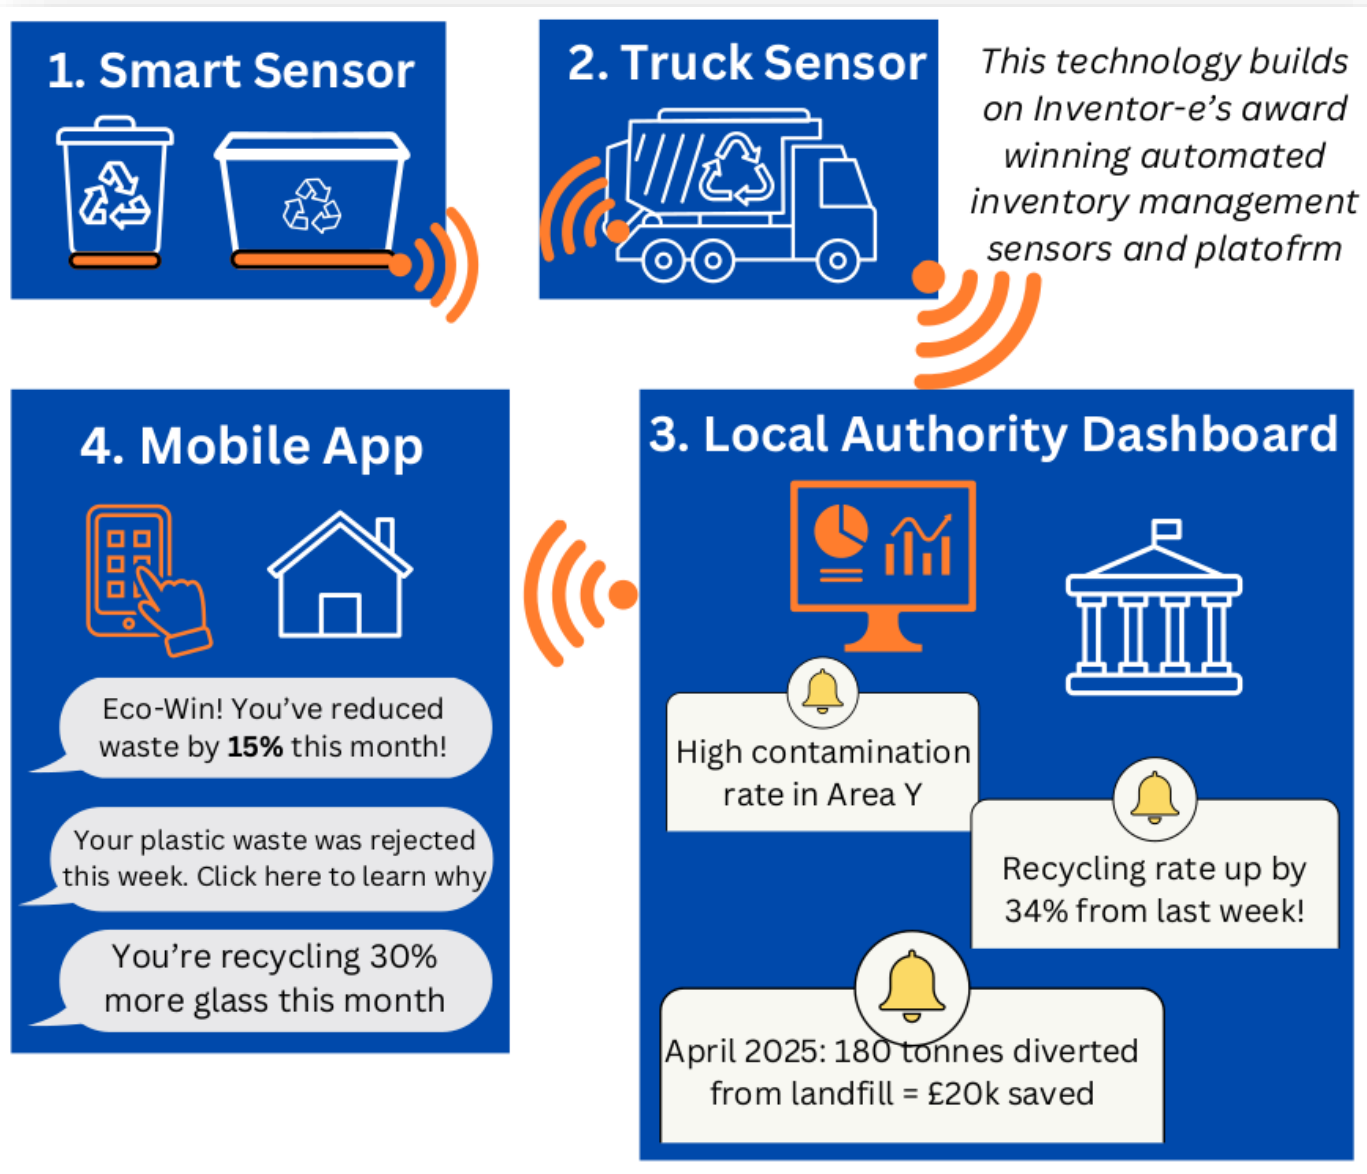 1. Smart Sensor
2. Truck Sensor
This technology builds
on Inventor-e’s award
winning automated
inventory management
sensors and platofrm
3. Local Authority Dashboard
High contamination
rate in Area Y
Recycling rate up by
34% from last week!
April 2025: 180 tonnes diverted
from landfill = £20k saved
4. Mobile App
Eco-Win! You’ve reduced
waste by 15% this month!
Your plastic waste was rejected
this week. Click here to learn why
You’re recycling 30%
more glass this month